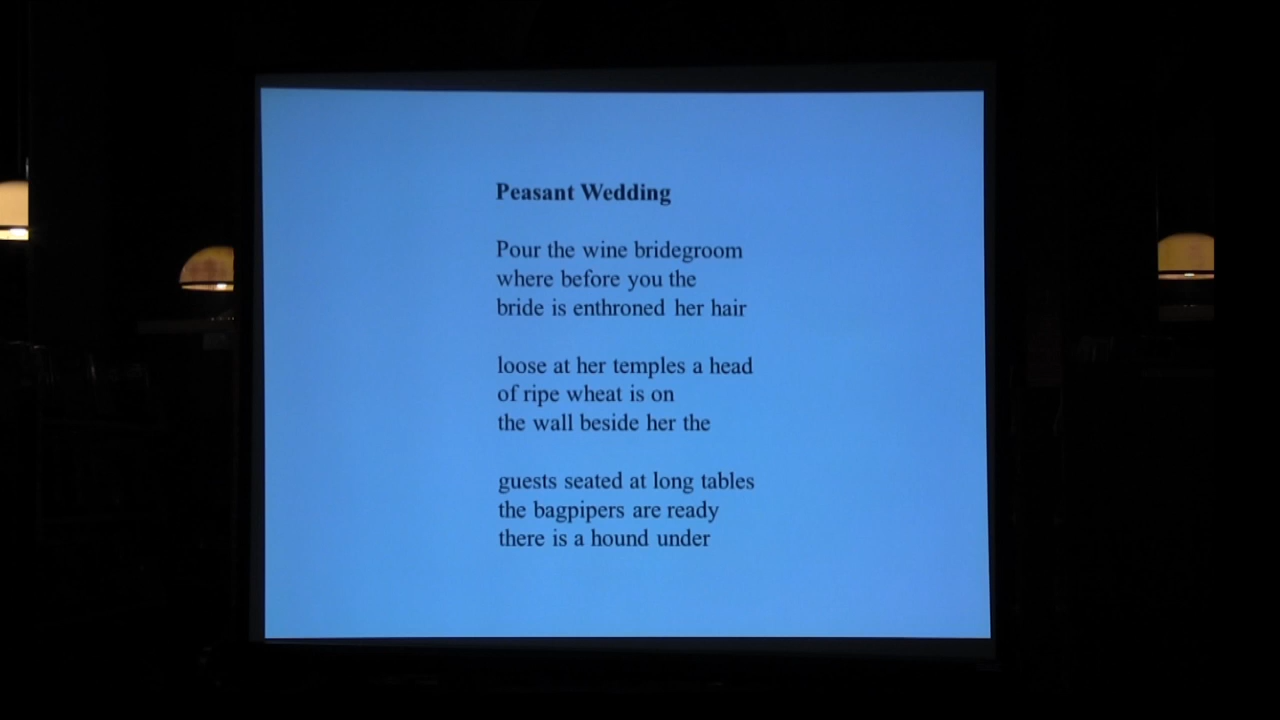 Peasant Wedding
Pour the wine bridegroom
where before you the
bride is enthroned her hair
loose at her temples a head
of ripe wheat is on
the wall beside her the
guests seated at long tables
the bagpipers are ready
there is a hound under